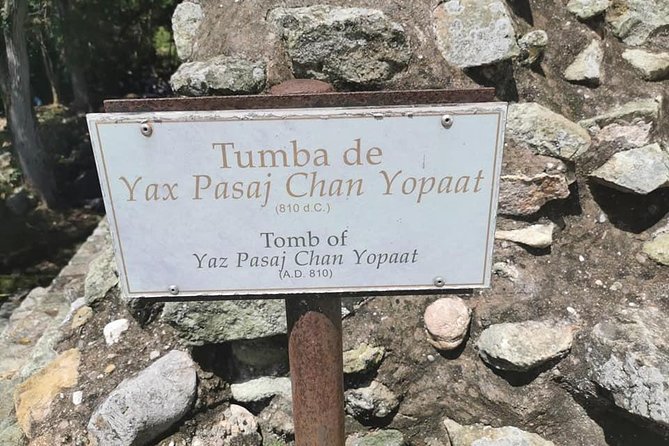 Tumba de
Yax Pasaj Chan Yopaat
(810 d.C.)
Tomb of
Yaz Pasaj Chan Yopaat
(A.D. 810)